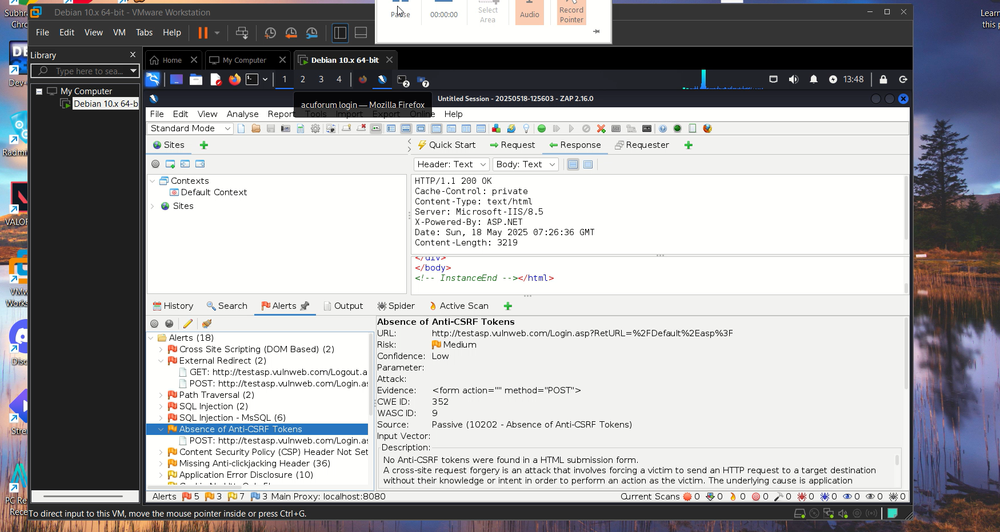 Subhr
Chro
Dev-
Radmi
VALOR
VMw
Works
Disc
Stre
PC Re
Rece
Learn
this p
Debian 10.x 64-bit - VMware Workstation
Pause
00:00:00
Select
Area
Audio
Record
Pointer
File Edit View VM Tabs Help
Library
Type here to sea...
My Computer
Debian 10.x 64-b
Home
My Computer
Debian 10.x 64-bit
1 2 3 4
2
7
13:48
acuforum login — Mozilla Firefox
Untitled Session - 20250518-125603 - ZAP 2.16.0
File Edit View Analyse Report Tools Import Export Online Help
Standard Mode
Sites
Quick Start
Request
Response
Requester
Header: Text
Body: Text
Contexts
Default Context
Sites
HTTP/1.1 200 OK
Cache-Control: private
Content-Type: text/html
Server: Microsoft-IIS/8.5
X-Powered-By: ASP.NET
Date: Sun, 18 May 2025 07:26:36 GMT
Content-Length: 3219
</div>
</body>
<!-- InstanceEnd --></html>
History
Search
Alerts
Output
Spider
Active Scan
Alerts (18)
Cross Site Scripting (DOM Based) (2)
External Redirect (2)
GET: http://testasp.vulnweb.com/Logout.a
POST: http://testasp.vulnweb.com/Login.as
Path Traversal (2)
SQL Injection (2)
SQL Injection - MsSQL (6)
Absence of Anti-CSRF Tokens
POST: http://testasp.vulnweb.com/Login.as
Content Security Policy (CSP) Header Not Set
Missing Anti-clickjacking Header (36)
Application Error Disclosure (10)
Absence of Anti-CSRF Tokens
URL: http://testasp.vulnweb.com/Login.asp?RetURL=%2FDefault%2Easp%3F
Risk: Medium
Confidence: Low
Parameter:
Attack:
Evidence: <form action="" method="POST">
CWE ID: 352
WASC ID: 9
Source: Passive (10202 - Absence of Anti-CSRF Tokens)
Input Vector:
Description:
No Anti-CSRF tokens were found in a HTML submission form.
A cross-site request forgery is an attack that involves forcing a victim to send an HTTP request to a target destination
without their knowledge or intent in order to perform an action as the victim. The underlying cause is application
Alerts 5 3 7 3 Main Proxy: localhost:8080
Current Scans 0 0 0 0 0 0 0 0 0 0
To direct input to this VM, move the mouse pointer inside or press Ctrl+G.